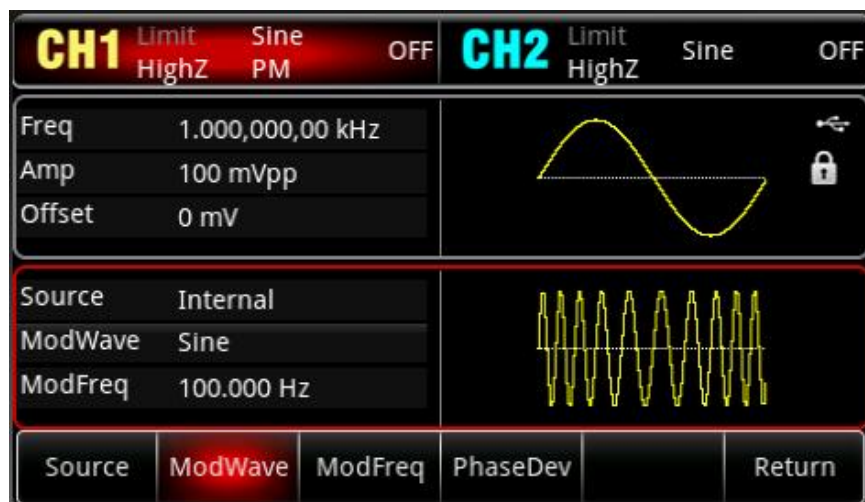 CH1 Limit Sine OFF CH2 Limit Sine OFF
HighZ PM HighZ
Freq 1.000,000,00 kHz
Amp 100 mVpp
Offset 0 mV
Source Internal
ModWave Sine
ModFreq 100.000 Hz
Source ModWave ModFreq PhaseDev Return